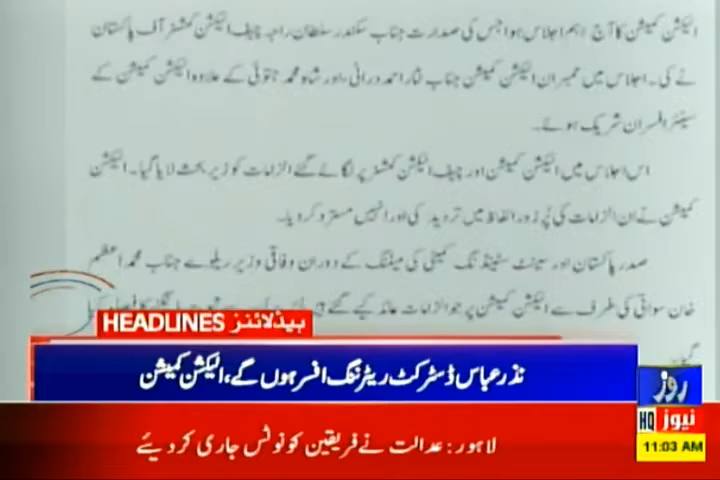 الیکشن کمیشن کا آج اہم اجلاس ہوا جس کی صدارت جناب سکندر سلطان راجہ چیف الیکشن کمشنر آف پاکستان
نے کی۔ اجلاس میں ممبران الیکشن کمیشن جناب نثار احمد درانی، اور شاہ محمد جتوئی کے علاوہ الیکشن کمیشن کے
سینئر افسران شریک ہوئے۔
اس اجلاس میں الیکشن کمیشن اور چیف الیکشن کمشنر پر لگائے گئے الزامات کو زیر بحث لایا گیا۔ الیکشن
کمیشن نے ان الزامات کی پُر زور الفاظ میں تردید کی اور انہیں مسترد کر دیا۔
صدر پاکستان اور سینٹ سٹینڈنگ کمیٹی کی میٹنگ کے دوران وفاقی وزیر ریلوے جناب محمد اعظم
خان سواتی کی طرف سے الیکشن کمیشن پر جو الزامات عائد کیے گئے
گیا۔
HEADLINES ہیڈلائنز
نذر عباس ڈسٹرکٹ ریٹرننگ افسر ہوں گے، الیکشن کمیشن
روز
HQ نیوز
لاہور: عدالت نے فریقین کو نوٹس جاری کر دیئے
11:03 AM